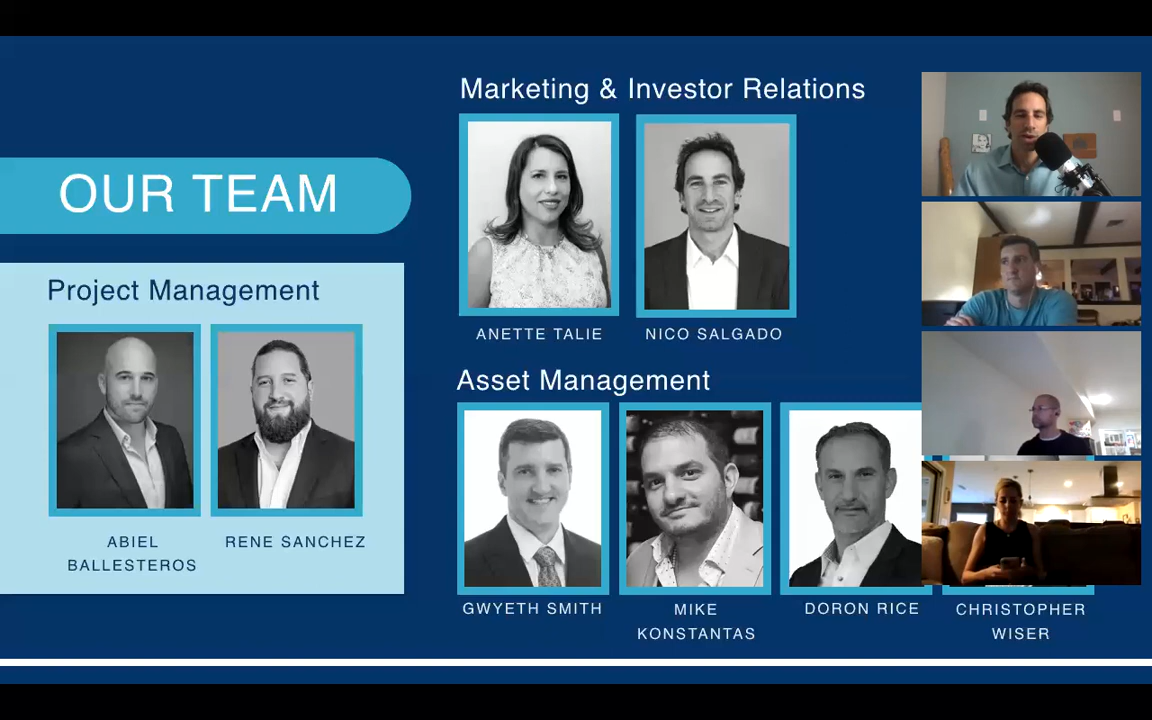 OUR TEAM
Project Management
ABIEL
BALLESTEROS
RENE SANCHEZ
Marketing & Investor Relations
ANETTE TALIE
NICO SALGADO
Asset Management
GWYETH SMITH
MIKE
KONSTANTAS
DORON RICE
CHRISTOPHER
WISER